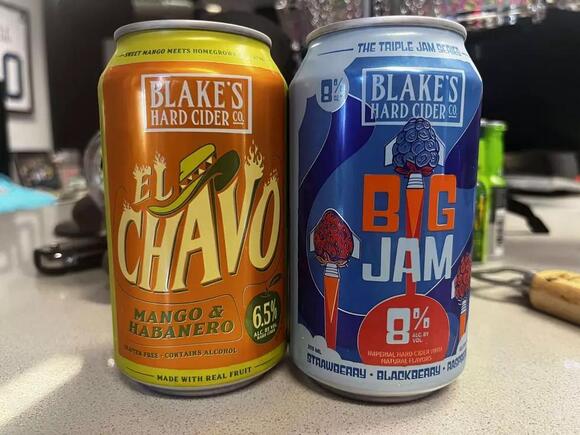 SWEET MANGO MEETS HOMEGROWN
BLAKE'S
HARD CIDER CO.
EL
CHAVO
MANGO &
HABANERO
6.5%
ALC. BY VOL.
GLUTEN FREE • CONTAINS ALCOHOL
MADE WITH REAL FRUIT
THE TRIPLE JAM SERIES
8%
BLAKE'S
HARD CIDER CO.
BIG
JAM
8%
ALC. BY
VOL.
IMPERIAL HARD CIDER WITH
NATURAL FLAVORS
STRAWBERRY • BLACKBERRY • RASP